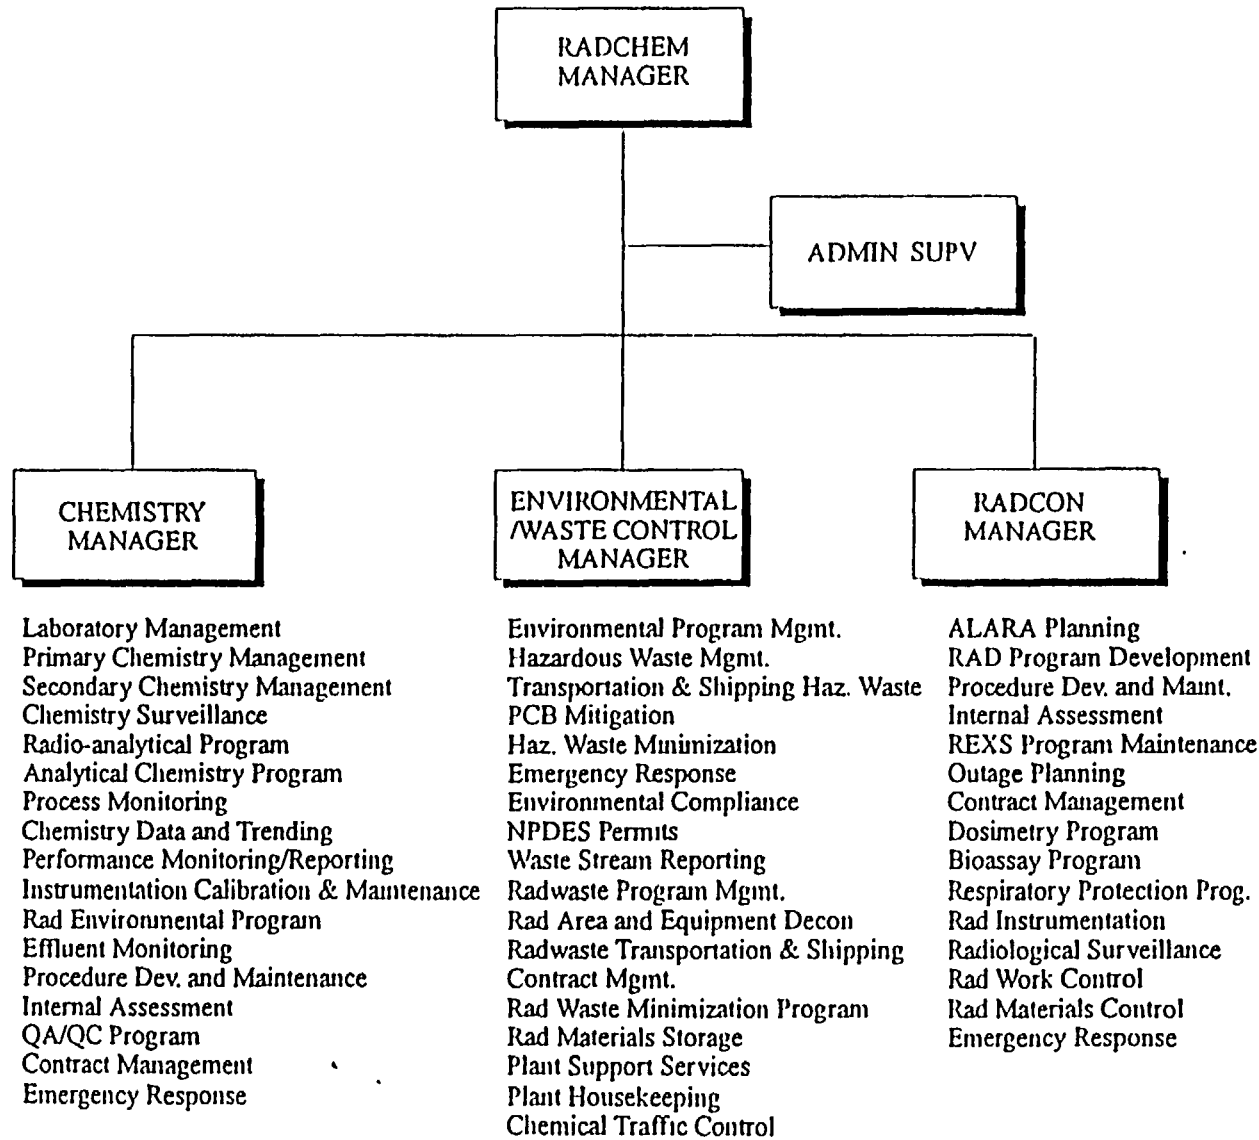 RADCHEM
MANAGER
ADMIN SUPV
CHEMISTRY
MANAGER
ENVIRONMENTAL
/WASTE CONTROL
MANAGER
RADCON
MANAGER
Laboratory Management
Primary Chemistry Management
Secondary Chemistry Management
Chemistry Surveillance
Radio-analytical Program
Analytical Chemistry Program
Process Monitoring
Chemistry Data and Trending
Performance Monitoring/Reporting
Instrumentation Calibration & Maintenance
Rad Environmental Program
Effluent Monitoring
Procedure Dev. and Maintenance
Internal Assessment
QA/QC Program
Contract Management
Emergency Response
Environmental Program Mgmt.
Hazardous Waste Mgmt.
Transportation & Shipping Haz. Waste
PCB Mitigation
Haz. Waste Minimization
Emergency Response
Environmental Compliance
NPDES Permits
Waste Stream Reporting
Radwaste Program Mgmt.
Rad Area and Equipment Decon
Radwaste Transportation & Shipping
Contract Mgmt.
Rad Waste Minimization Program
Rad Materials Storage
Plant Support Services
Plant Housekeeping
Chemical Traffic Control
ALARA Planning
RAD Program Development
Procedure Dev. and Maint.
Internal Assessment
REXS Program Maintenance
Outage Planning
Contract Management
Dosimetry Program
Bioassay Program
Respiratory Protection Prog.
Rad Instrumentation
Radiological Surveillance
Rad Work Control
Rad Materials Control
Emergency Response